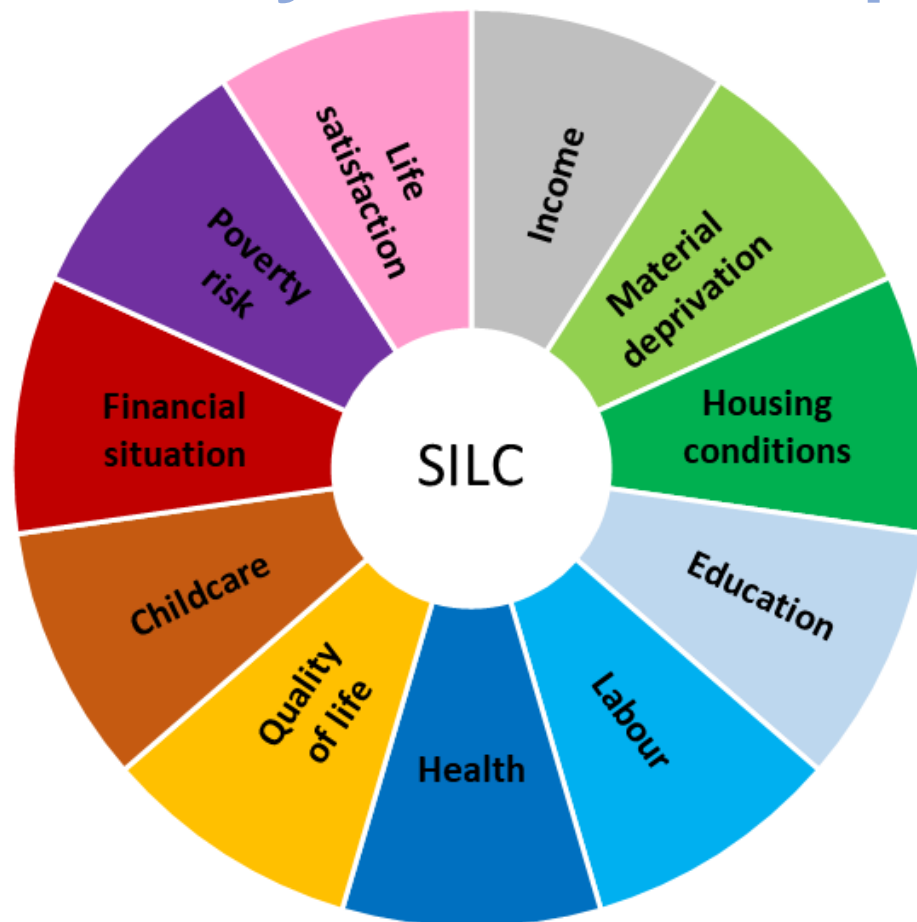 Life
satisfaction
Income
Material
deprivation
Housing
conditions
Education
Labour
Health
Quality
of life
Childcare
Financial
situation
Poverty
risk
SILC